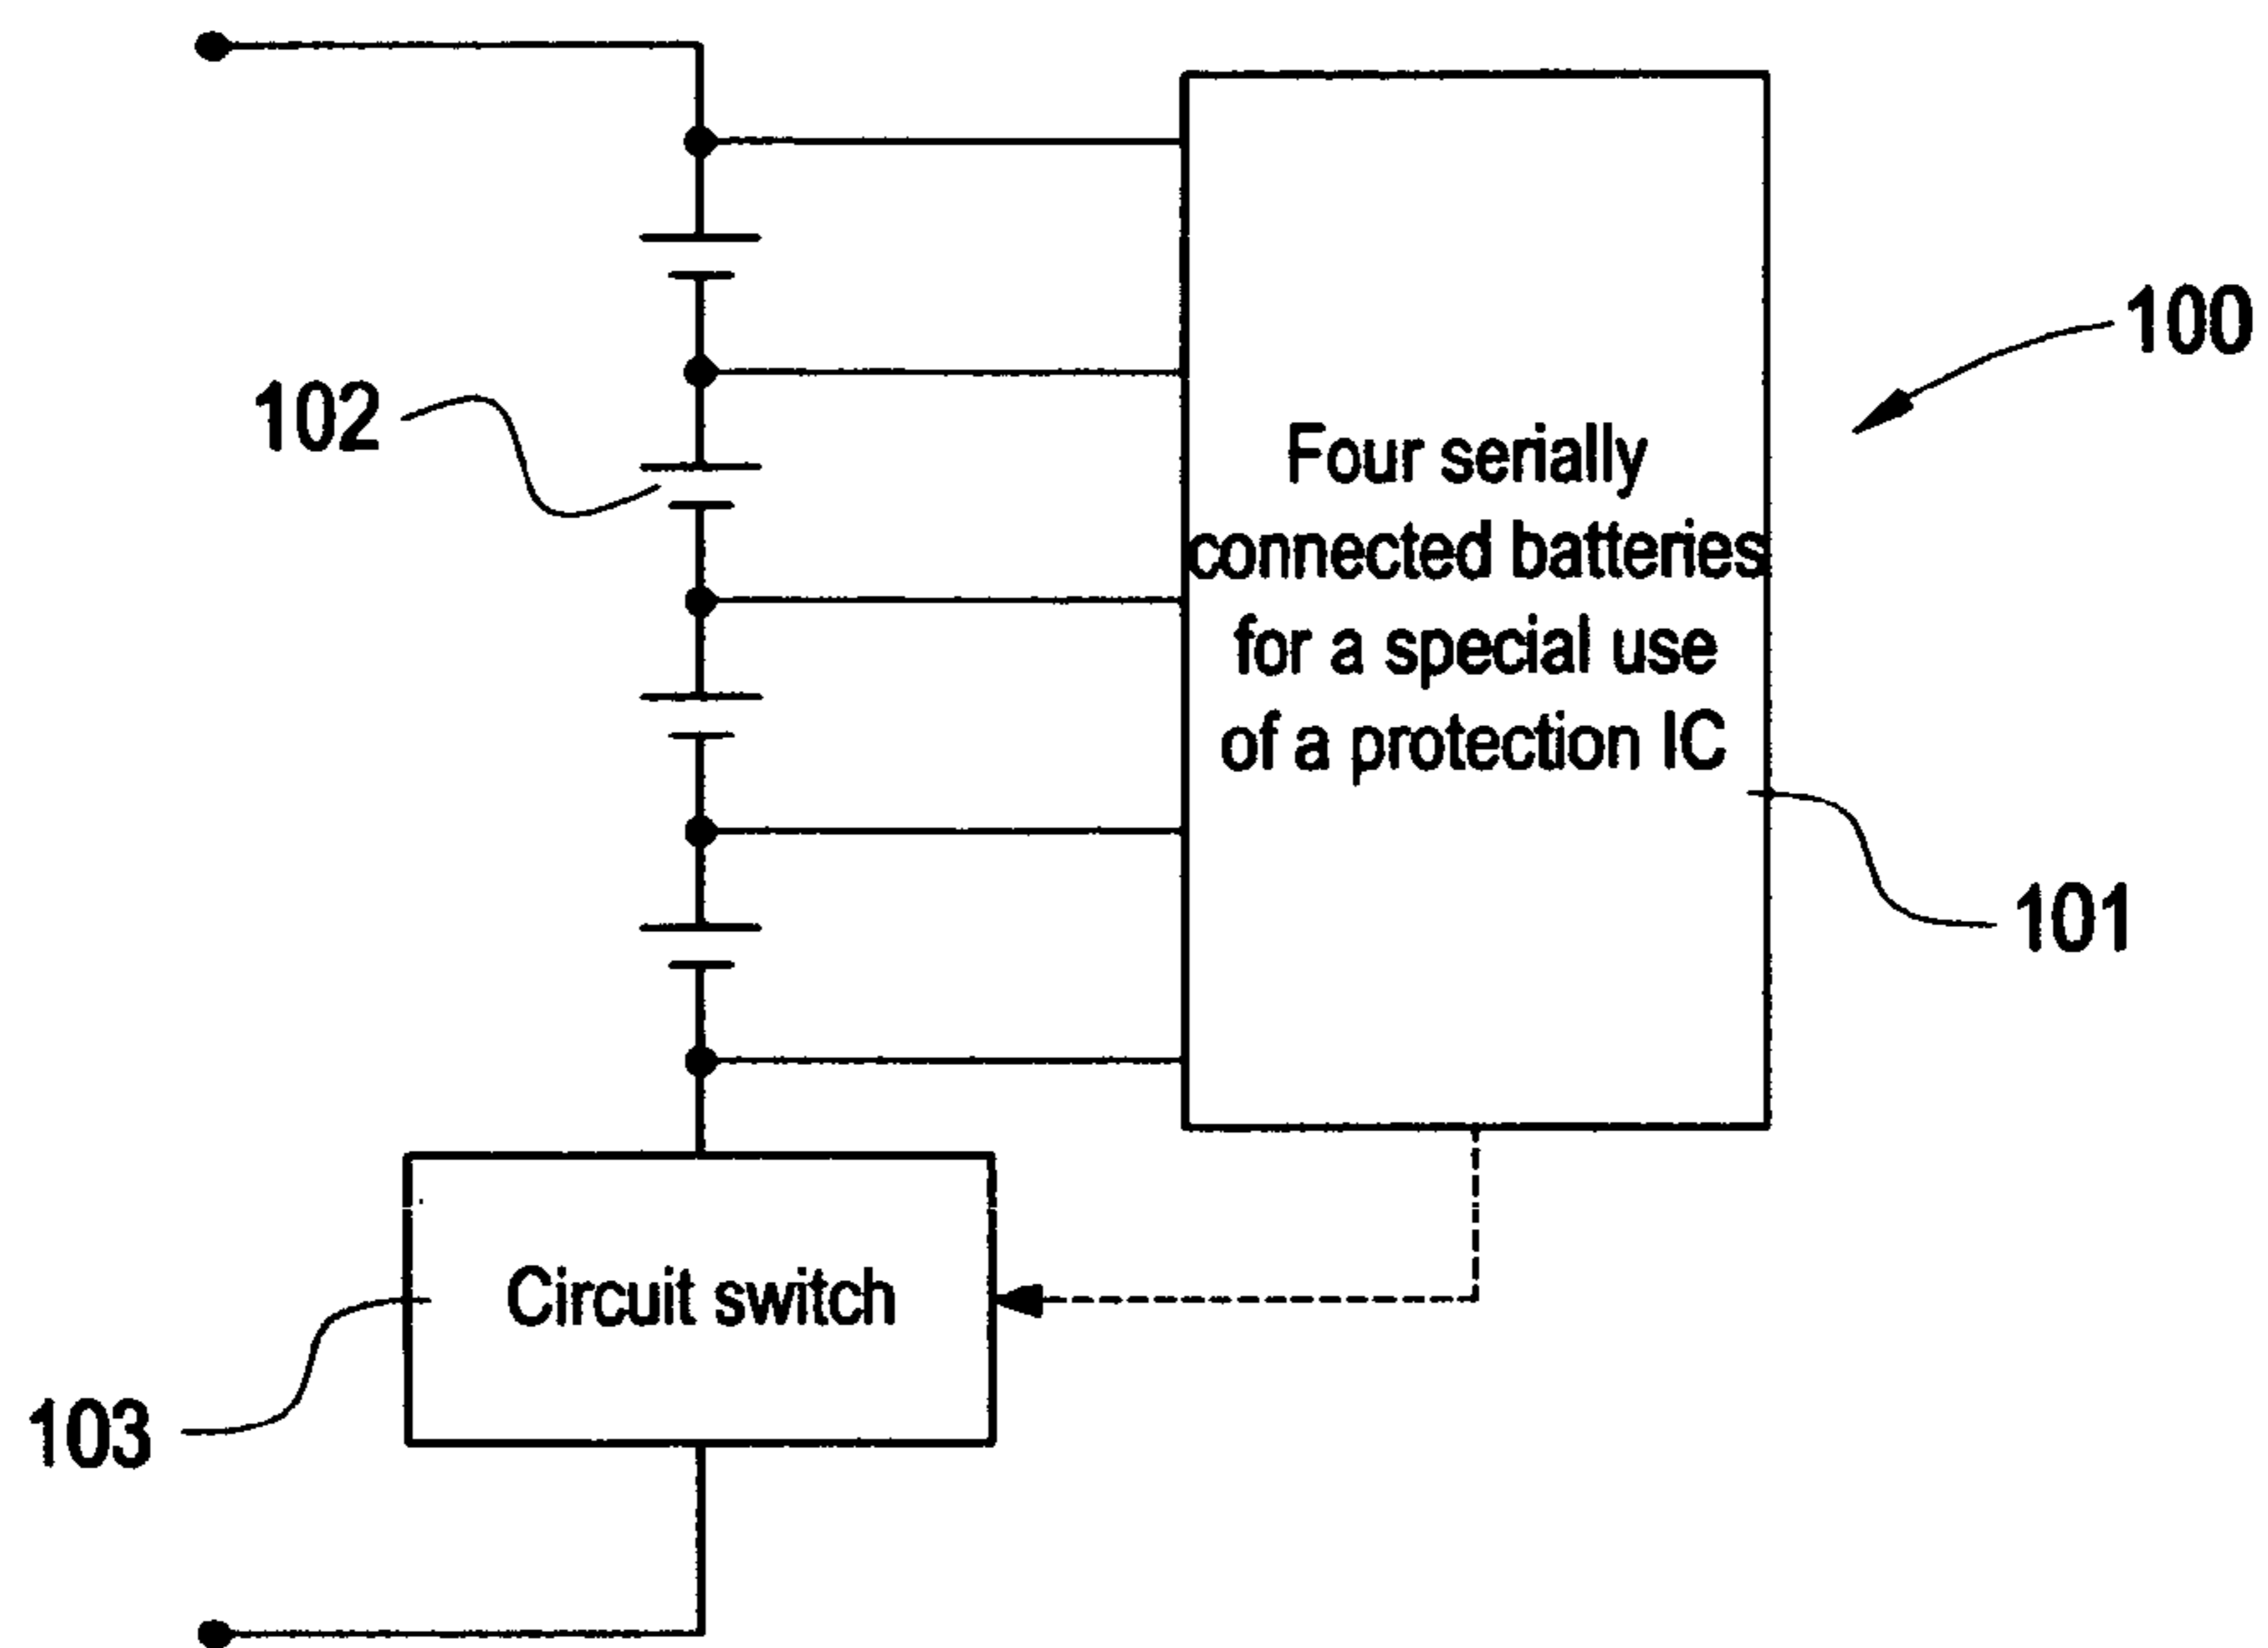 100
102
Four serially
connected batteries
for a special use
of a protection IC
101
Circuit switch
103